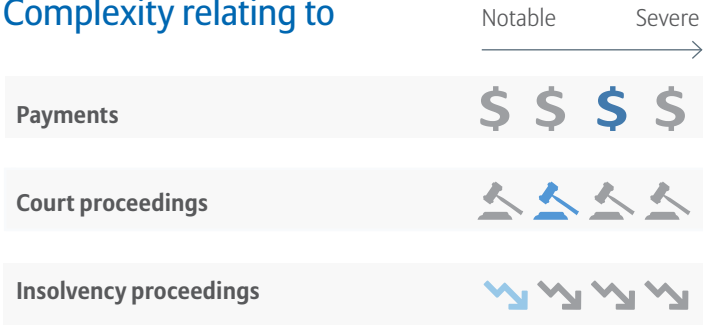 Complexity relating to
Notable Severe
Payments
$ $ $ $
Court proceedings
Insolvency proceedings